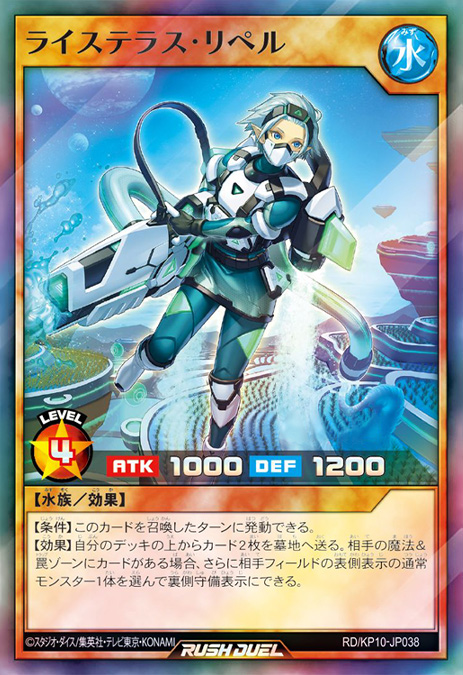 ライステラス・リペル
みず
水
LEVEL
4
ATK 1000 DEF 1200
【水族／効果】
【条件】このカードを召喚したターンに発動できる。
【効果】自分のデッキの上からカード2枚を墓地へ送る。相手の魔法&
罠ゾーンにカードがある場合、さらに相手フィールドの表側表示の通常
モンスター1体を選んで裏側守備表示にできる。
©スタジオ・ダイス/集英社・テレビ東京・KONAMI
RUSH DUEL
RD/KP10-JP038